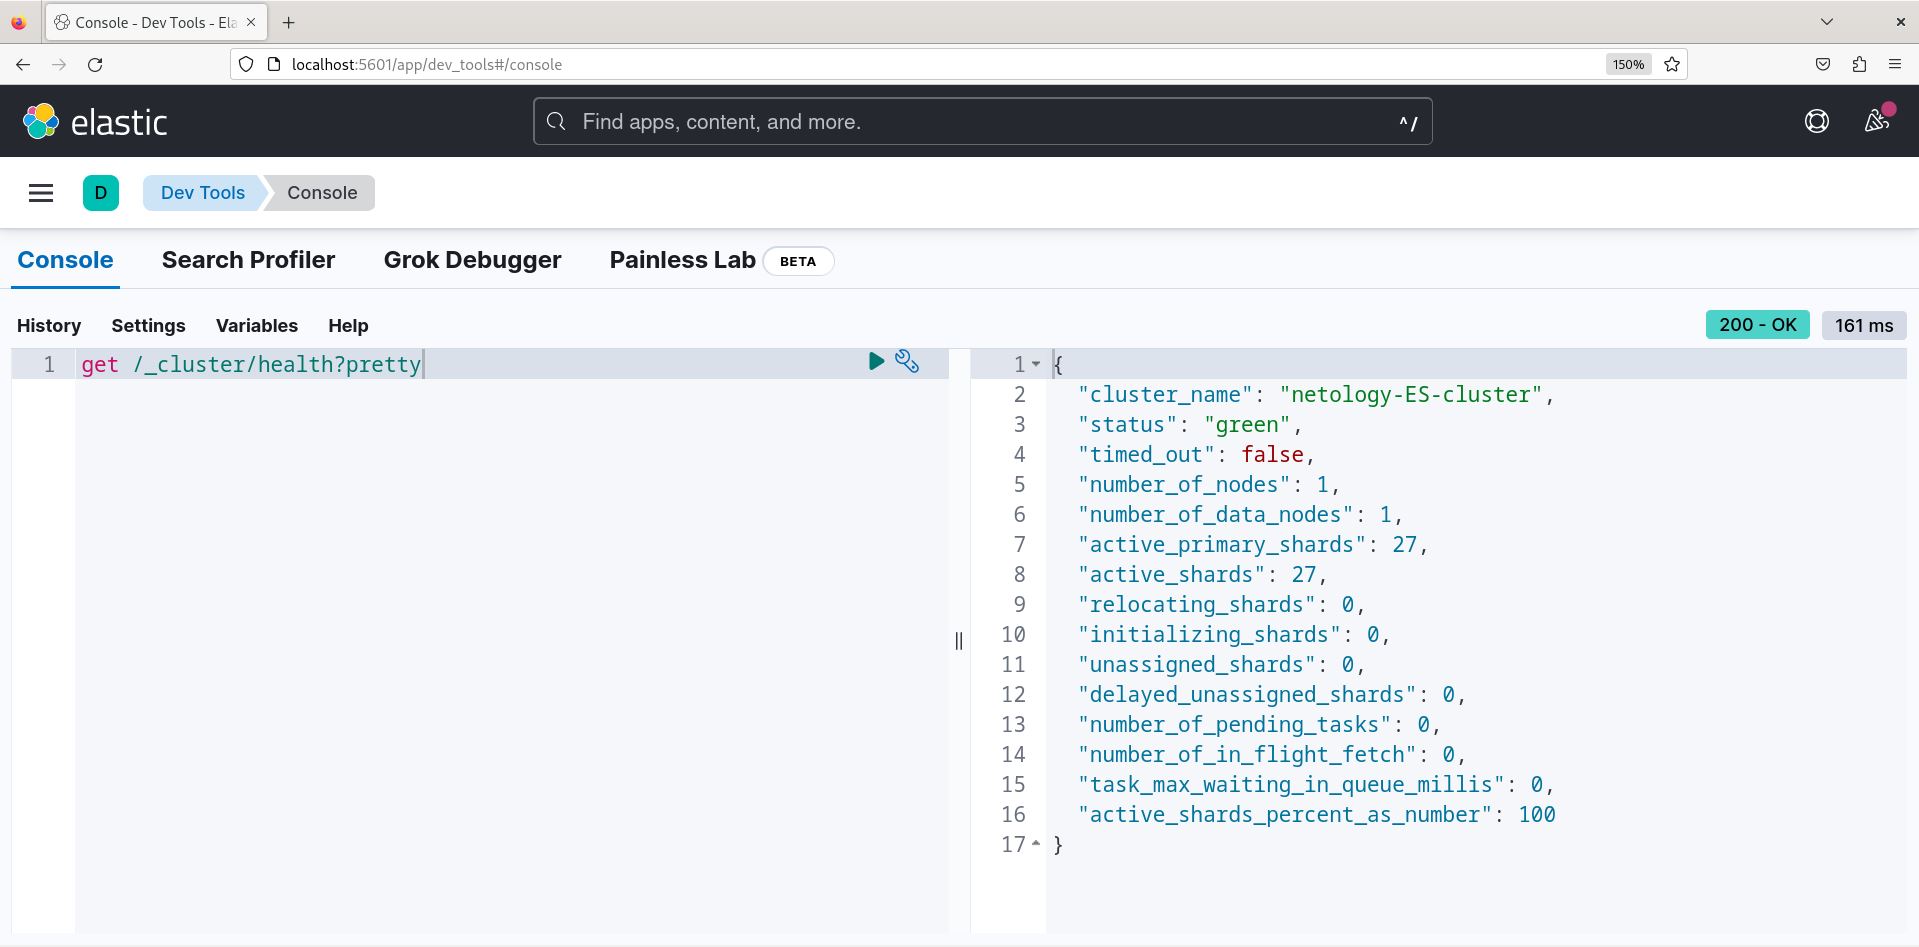 Console - Dev Tools - Ela
localhost:5601/app/dev_tools#/console
150%
elastic
Find apps, content, and more.
^ /
D
Dev Tools
Console
Console
Search Profiler
Grok Debugger
Painless Lab
BETA
History
Settings
Variables
Help
200 - OK
161 ms
1 get /_cluster/health?pretty
1 {
2 "cluster_name": "netology-ES-cluster",
3 "status": "green",
4 "timed_out": false,
5 "number_of_nodes": 1,
6 "number_of_data_nodes": 1,
7 "active_primary_shards": 27,
8 "active_shards": 27,
9 "relocating_shards": 0,
10 "initializing_shards": 0,
11 "unassigned_shards": 0,
12 "delayed_unassigned_shards": 0,
13 "number_of_pending_tasks": 0,
14 "number_of_in_flight_fetch": 0,
15 "task_max_waiting_in_queue_millis": 0,
16 "active_shards_percent_as_number": 100
17 }